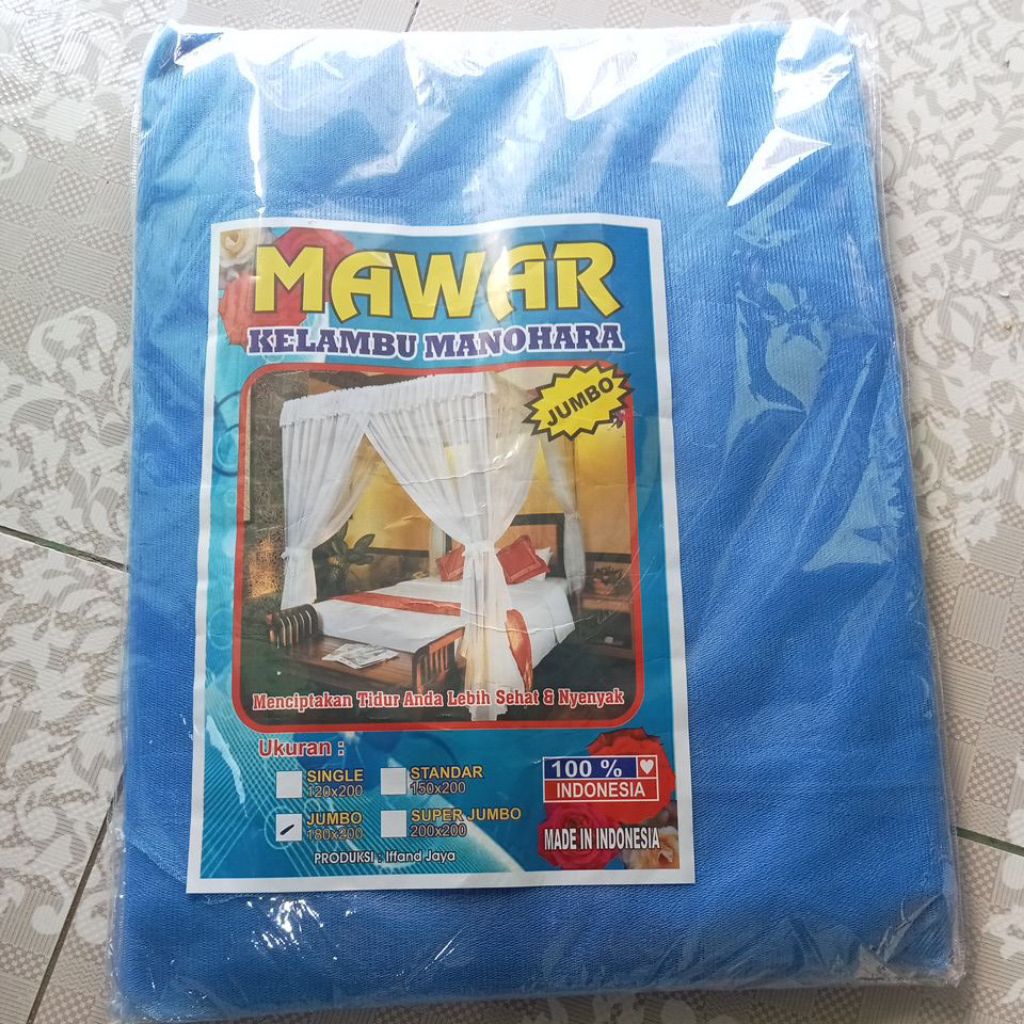 MAWAR
KELAMBU MANOHARA
JUMBO
Menciptakan Tidur Anda Lebih Sehat & Nyenyak
Ukuran :
SINGLE
120x200
STANDAR
150x200
JUMBO
180x200
SUPER JUMBO
200x200
PRODUKSI : Iffand Jaya
100 %
INDONESIA
MADE IN INDONESIA